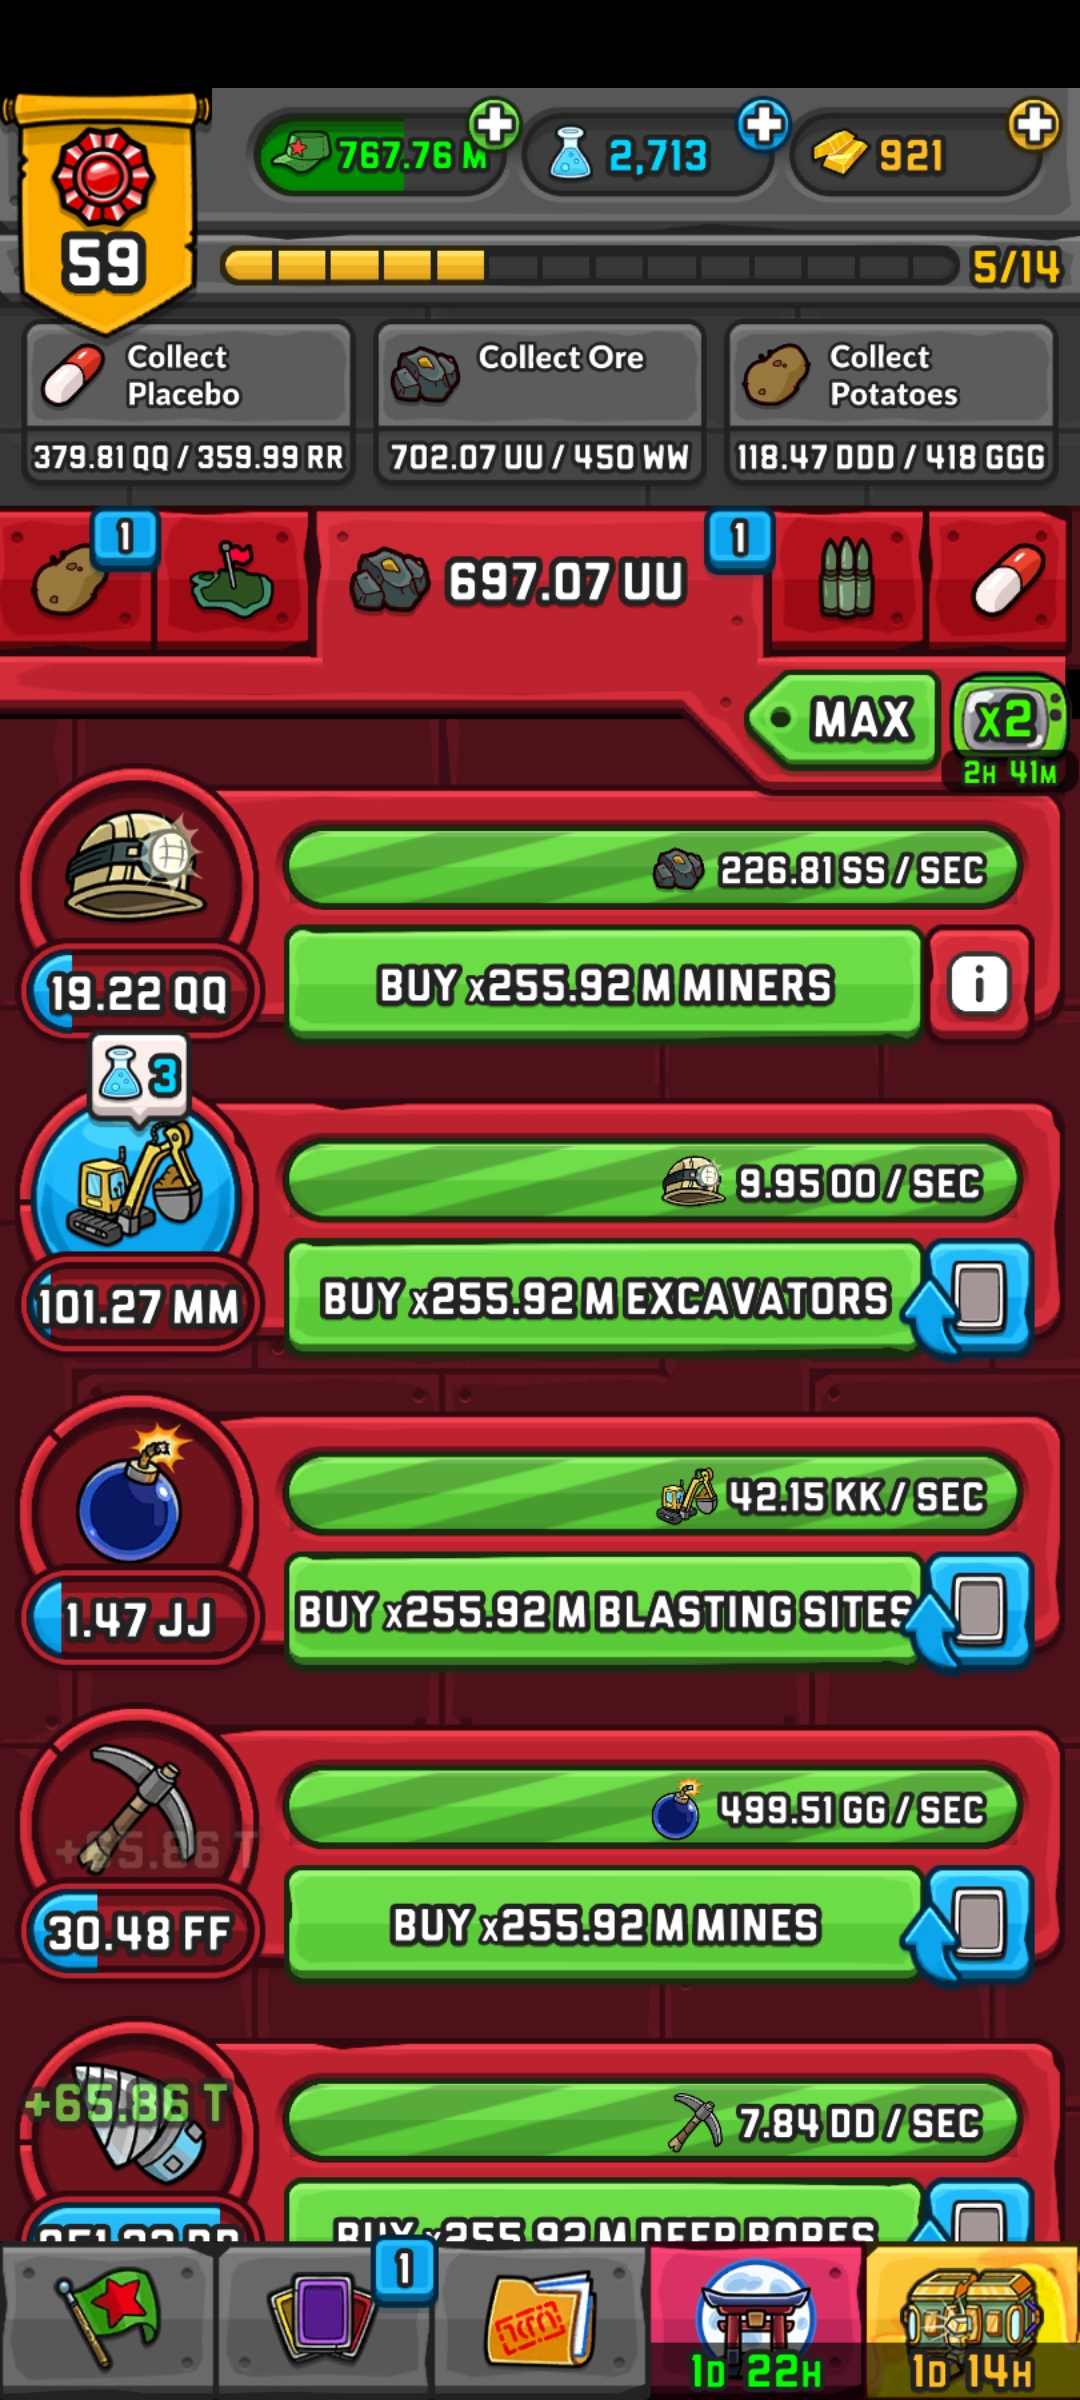 767.76 M
2,713
921
59
5/14
Collect Placebo
379.81 QQ / 359.99 RR
Collect Ore
702.07 UU / 450 WW
Collect Potatoes
118.47 DDD / 418 GGG
1
697.07 UU
1
MAX
x2
2H 41M
226.81 SS / SEC
BUY x255.92 M MINERS
i
19.22 QQ
3
9.95 OO / SEC
BUY x255.92 M EXCAVATORS
101.27 MM
42.15 KK / SEC
BUY x255.92 M BLASTING SITES
1.47 JJ
499.51 GG / SEC
BUY x255.92 M MINES
30.48 FF
+65.86 T
7.84 DD / SEC
BUY x255.92 M DEEP BORES
1
1D 22H
1D 14H